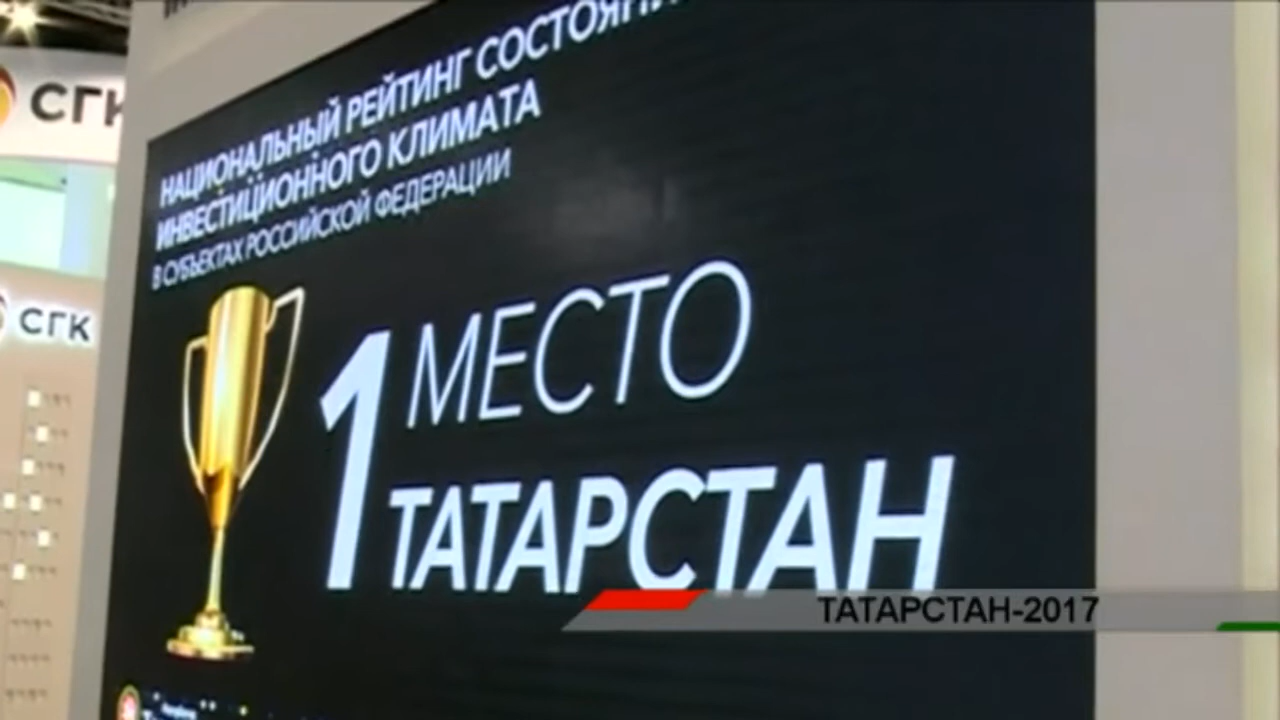 СГК
НАЦИОНАЛЬНЫЙ РЕЙТИНГ
ИНВЕСТИЦИОННОГО КЛИМАТА
В СУБЪЕКТАХ РОССИЙСКОЙ ФЕДЕРАЦИИ
СГК
1 МЕСТО
ТАТАРСТАН
ТАТАРСТАН-2017